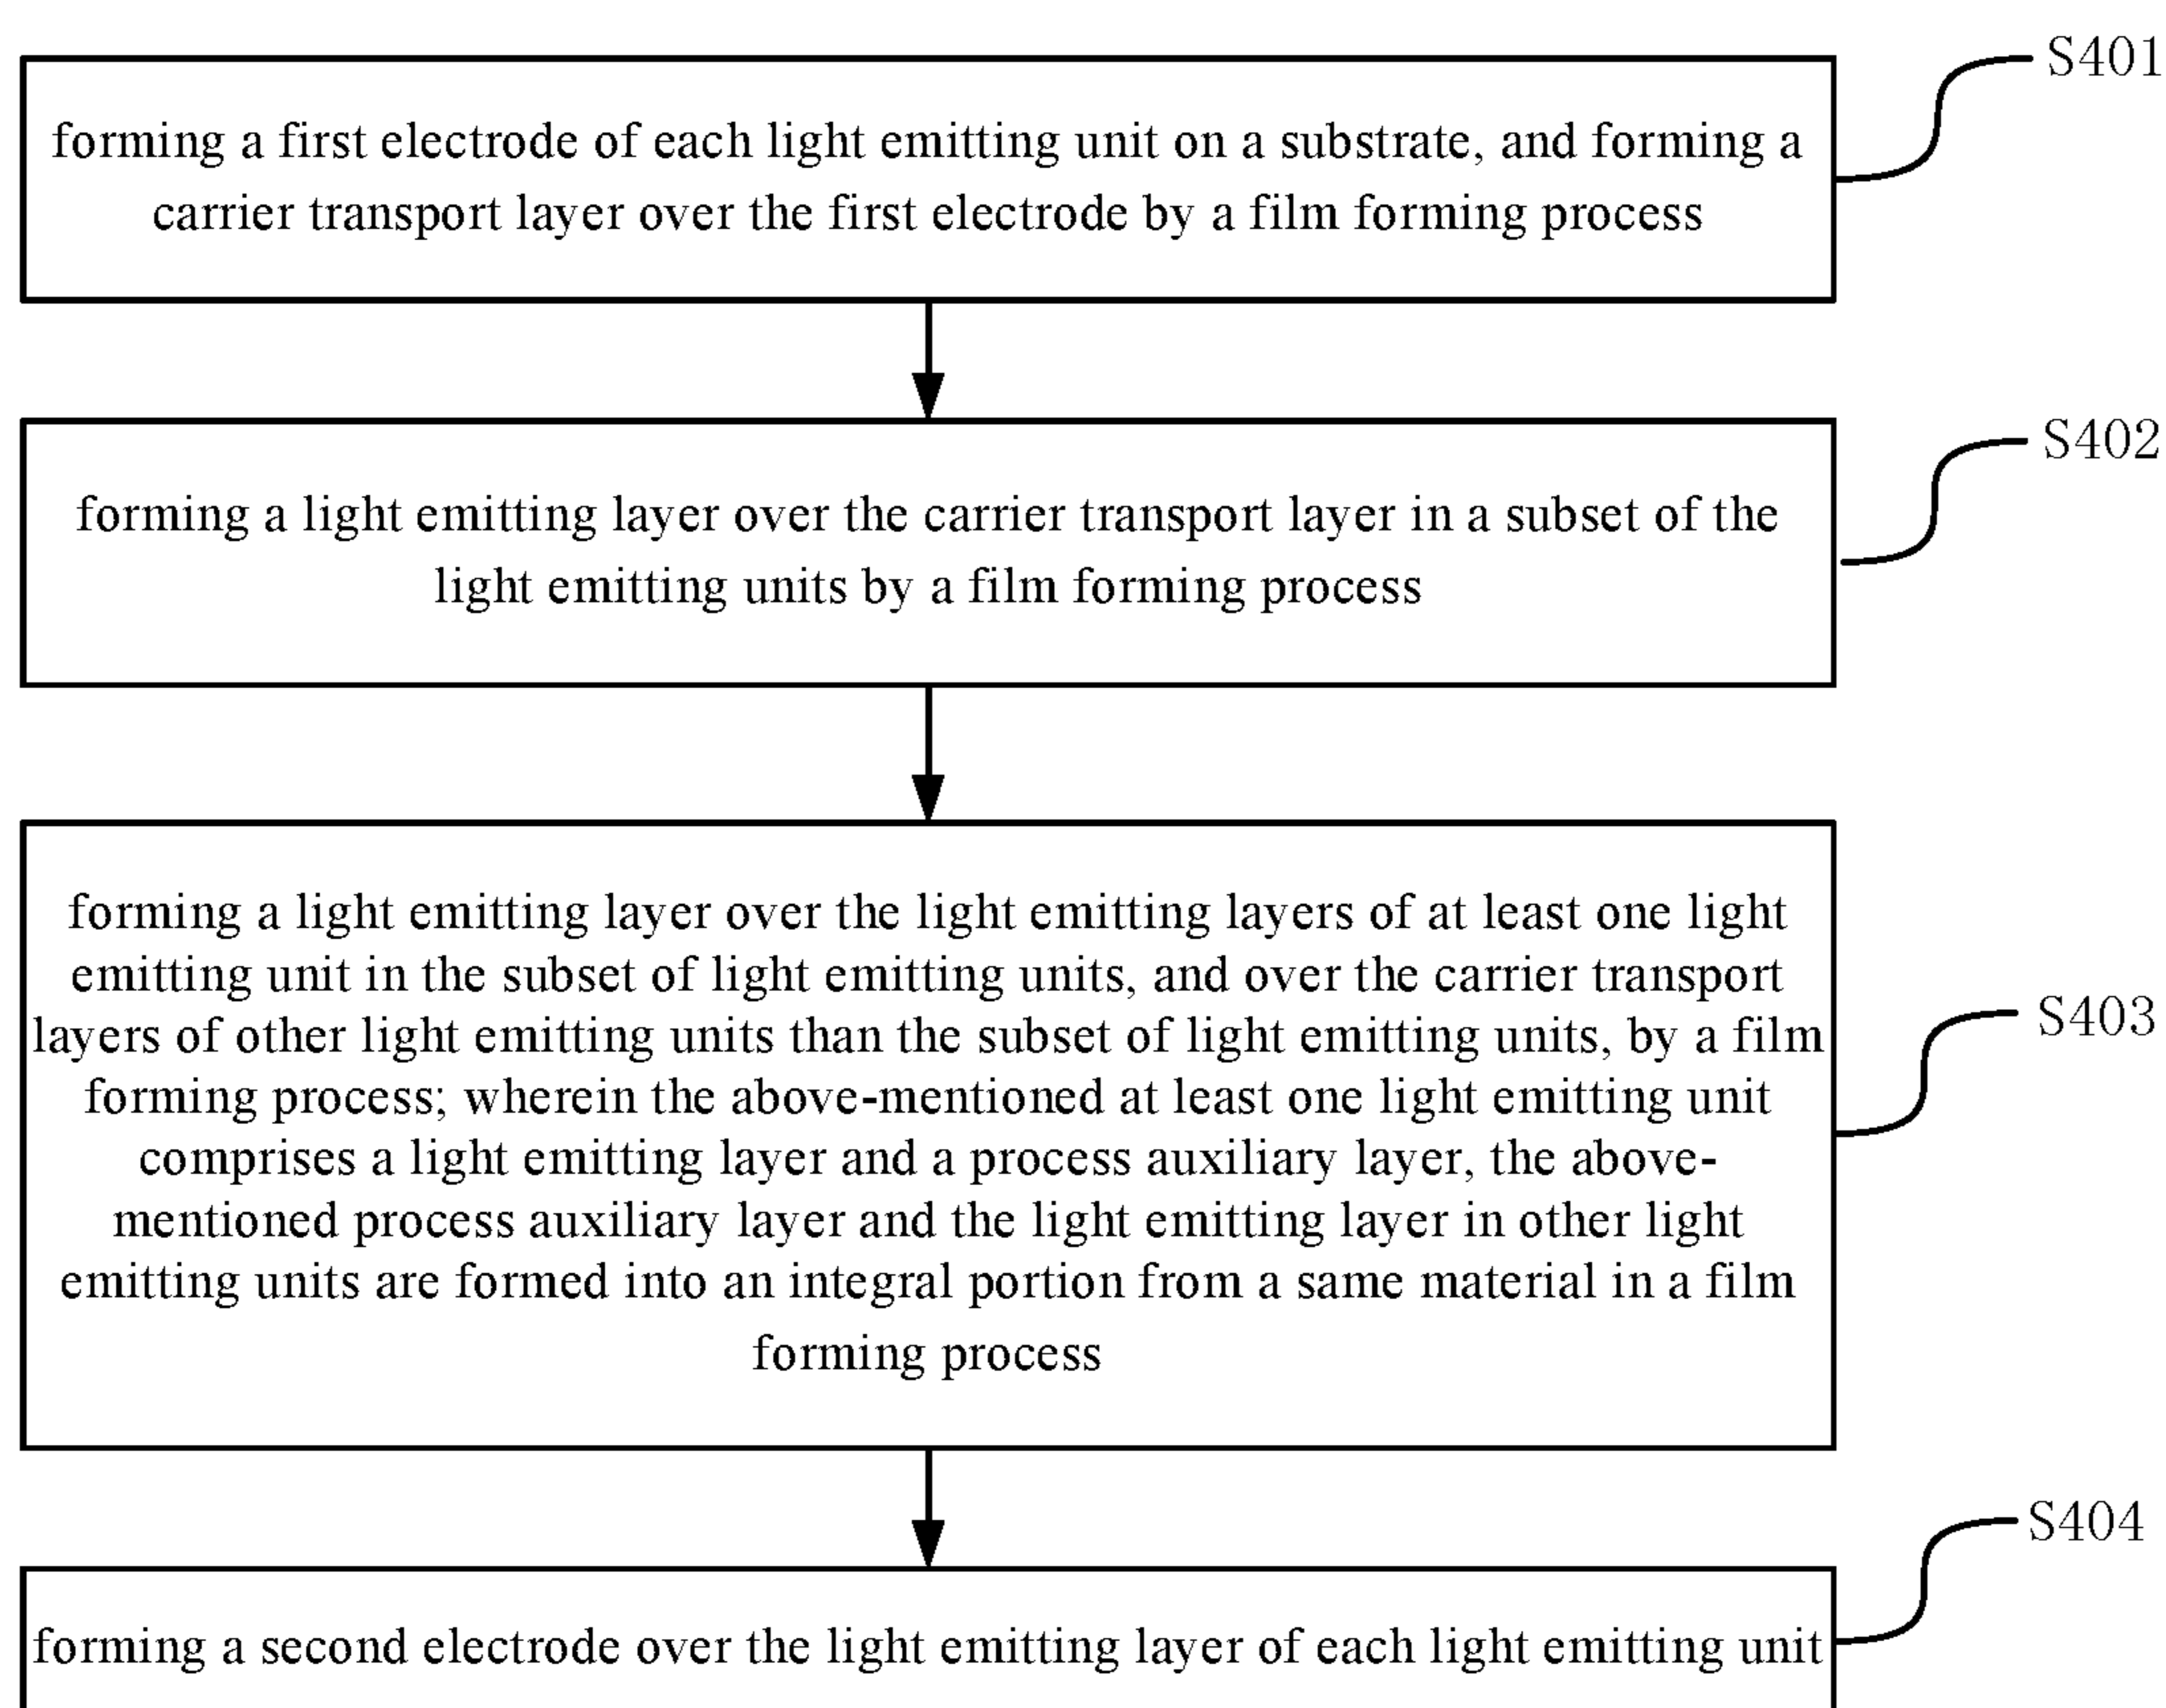 S401
forming a first electrode of each light emitting unit on a substrate, and forming a
carrier transport layer over the first electrode by a film forming process
S402
forming a light emitting layer over the carrier transport layer in a subset of the
light emitting units by a film forming process
forming a light emitting layer over the light emitting layers of at least one light
emitting unit in the subset of light emitting units, and over the carrier transport
layers of other light emitting units than the subset of light emitting units, by a film
forming process; wherein the above-mentioned at least one light emitting unit
comprises a light emitting layer and a process auxiliary layer, the above-
mentioned process auxiliary layer and the light emitting layer in other light
emitting units are formed into an integral portion from a same material in a film
forming process
S403
S404
forming a second electrode over the light emitting layer of each light emitting unit